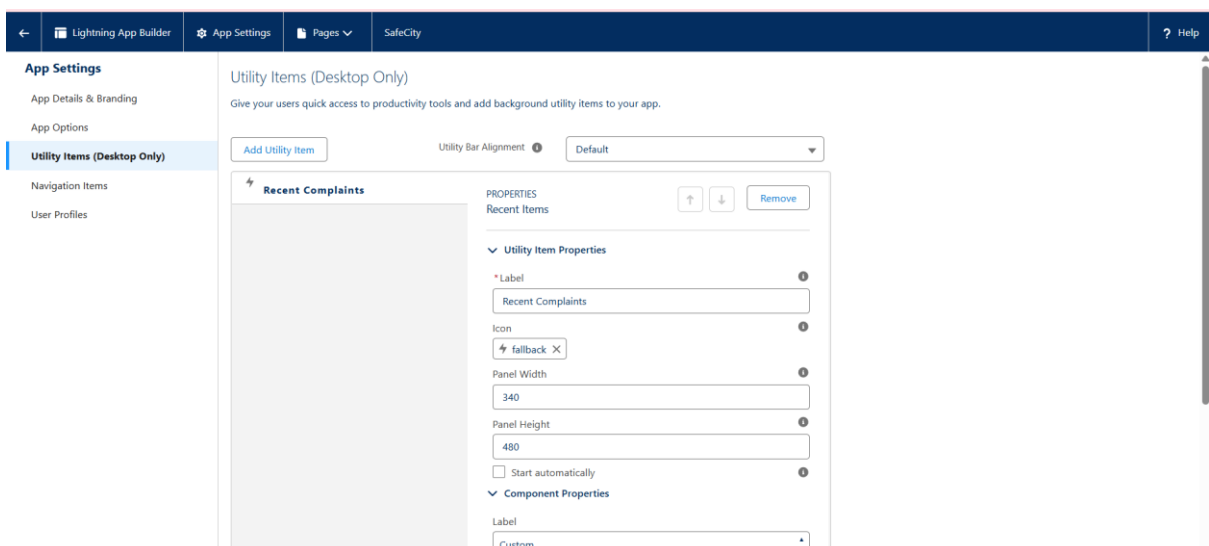 Lightning App Builder App Settings Pages SafeCity ? Help
App Settings
App Details & Branding
App Options
Utility Items (Desktop Only)
Navigation Items
User Profiles
Utility Items (Desktop Only)
Give your users quick access to productivity tools and add background utility items to your app.
Add Utility Item Utility Bar Alignment Default
Recent Complaints
PROPERTIES
Recent Items
Remove
Utility Item Properties
*Label
Recent Complaints
Icon
fallback
Panel Width
340
Panel Height
480
Start automatically
Component Properties
Label
Custom